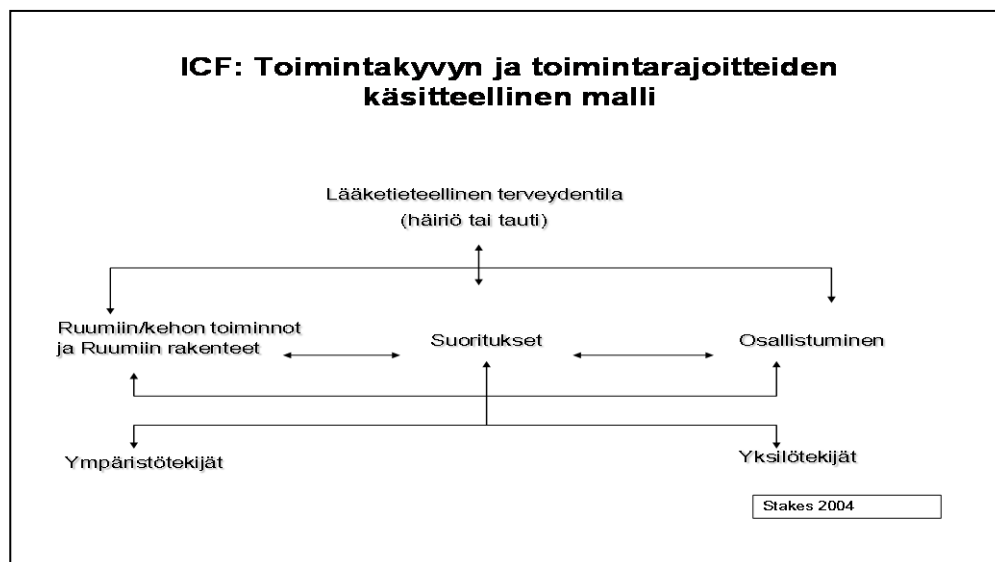 ICF: Toimintakyvyn ja toimintarajoitteiden
käsitteellinen malli
Lääketieteellinen terveydentila
(häiriö tai tauti)
Ruumiin/kehon toiminnot
ja Ruumiin rakenteet
Suoritukset
Osallistuminen
Ympäristötekijät
Yksilötekijät
Stakes 2004